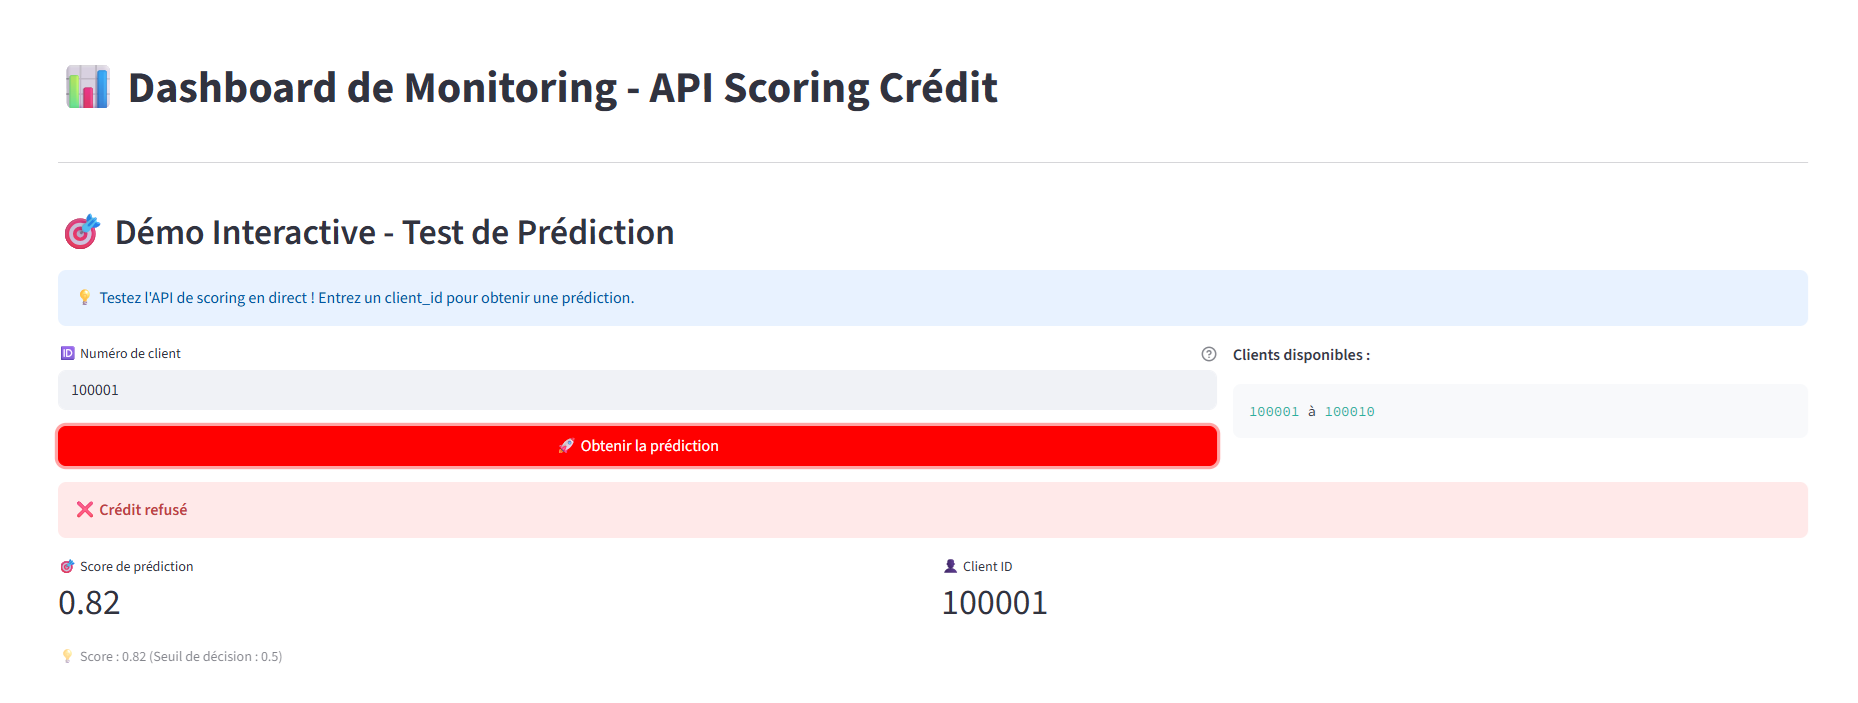 📊 Dashboard de Monitoring - API Scoring Crédit
🎯 Démo Interactive - Test de Prédiction
💡 Testez l'API de scoring en direct ! Entrez un client_id pour obtenir une prédiction.
🆔 Numéro de client
Clients disponibles :
100001
100001 à 100010
🚀 Obtenir la prédiction
❌ Crédit refusé
🎯 Score de prédiction
👤 Client ID
0.82
100001
💡 Score : 0.82 (Seuil de décision : 0.5)